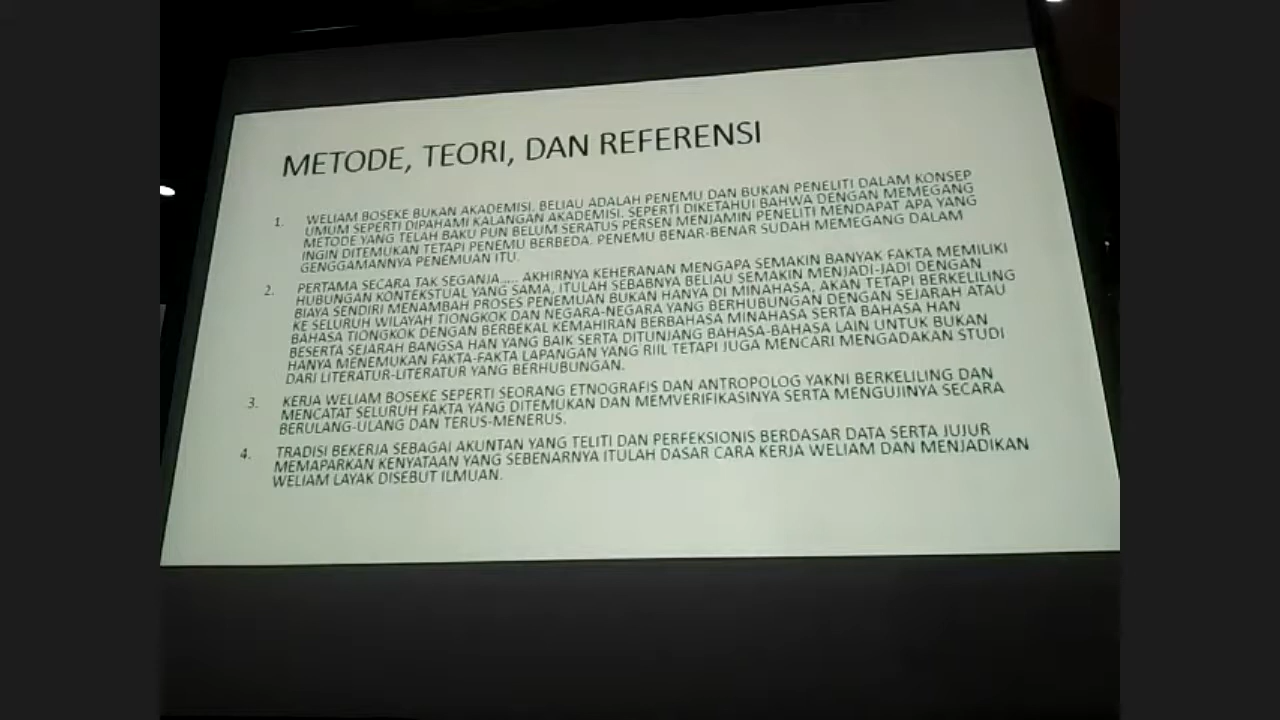 METODE, TEORI, DAN REFERENSI
1. WELIAM BOSEKE BUKAN AKADEMISI. BELIAU ADALAH PENEMU DAN BUKAN PENELITI DALAM KONSEP
UMUM SEPERTI DIPAHAMI KALANGAN AKADEMISI. SEPERTI DIKETAHUI BAHWA DENGAN MEMEGANG
METODE YANG TELAH BAKU PUN BELUM SERATUS PERSEN MENJAMIN PENELITI MENDAPAT APA YANG
INGIN DITEMUKAN TETAPI PENEMU BERBEDA. PENEMU BENAR-BENAR SUDAH MEMEGANG DALAM
GENGGAMANNYA PENEMUAN ITU.
2. PERTAMA SECARA TAK SEGANJA..... AKHIRNYA KEHERANAN MENGAPA SEMAKIN BANYAK FAKTA MEMILIKI
HUBUNGAN KONTEKSTUAL YANG SAMA, ITULAH SEBABNYA BELIAU SEMAKIN MENJADI-JADI DENGAN
BIAYA SENDIRI MENAMBAH PROSES PENEMUAN BUKAN HANYA DI MINAHASA, AKAN TETAPI BERKELILING
KE SELURUH WILAYAH TIONGKOK DAN NEGARA-NEGARA YANG BERHUBUNGAN DENGAN SEJARAH ATAU
BAHASA TIONGKOK DENGAN BERBEKAL KEMAHIRAN BERBAHASA MINAHASA SERTA BAHASA HAN
BESERTA SEJARAH BANGSA HAN YANG BAIK SERTA DITUNJANG BAHASA-BAHASA LAIN UNTUK BUKAN
HANYA MENEMUKAN FAKTA-FAKTA LAPANGAN YANG RIIL TETAPI JUGA MENCARI MENGADAKAN STUDI
DARI LITERATUR-LITERATUR YANG BERHUBUNGAN.
3. KERJA WELIAM BOSEKE SEPERTI SEORANG ETNOGRAFIS DAN ANTROPOLOG YAKNI BERKELILING DAN
MENCATAT SELURUH FAKTA YANG DITEMUKAN DAN MEMVERIFIKASINYA SERTA MENGUJINYA SECARA
BERULANG-ULANG DAN TERUS-MENERUS.
4. TRADISI BEKERJA SEBAGAI AKUNTAN YANG TELITI DAN PERFEKSIONIS BERDASAR DATA SERTA JUJUR
MEMAPARKAN KENYATAAN YANG SEBENARNYA ITULAH DASAR CARA KERJA WELIAM DAN MENJADIKAN
WELIAM LAYAK DISEBUT ILMUAN.